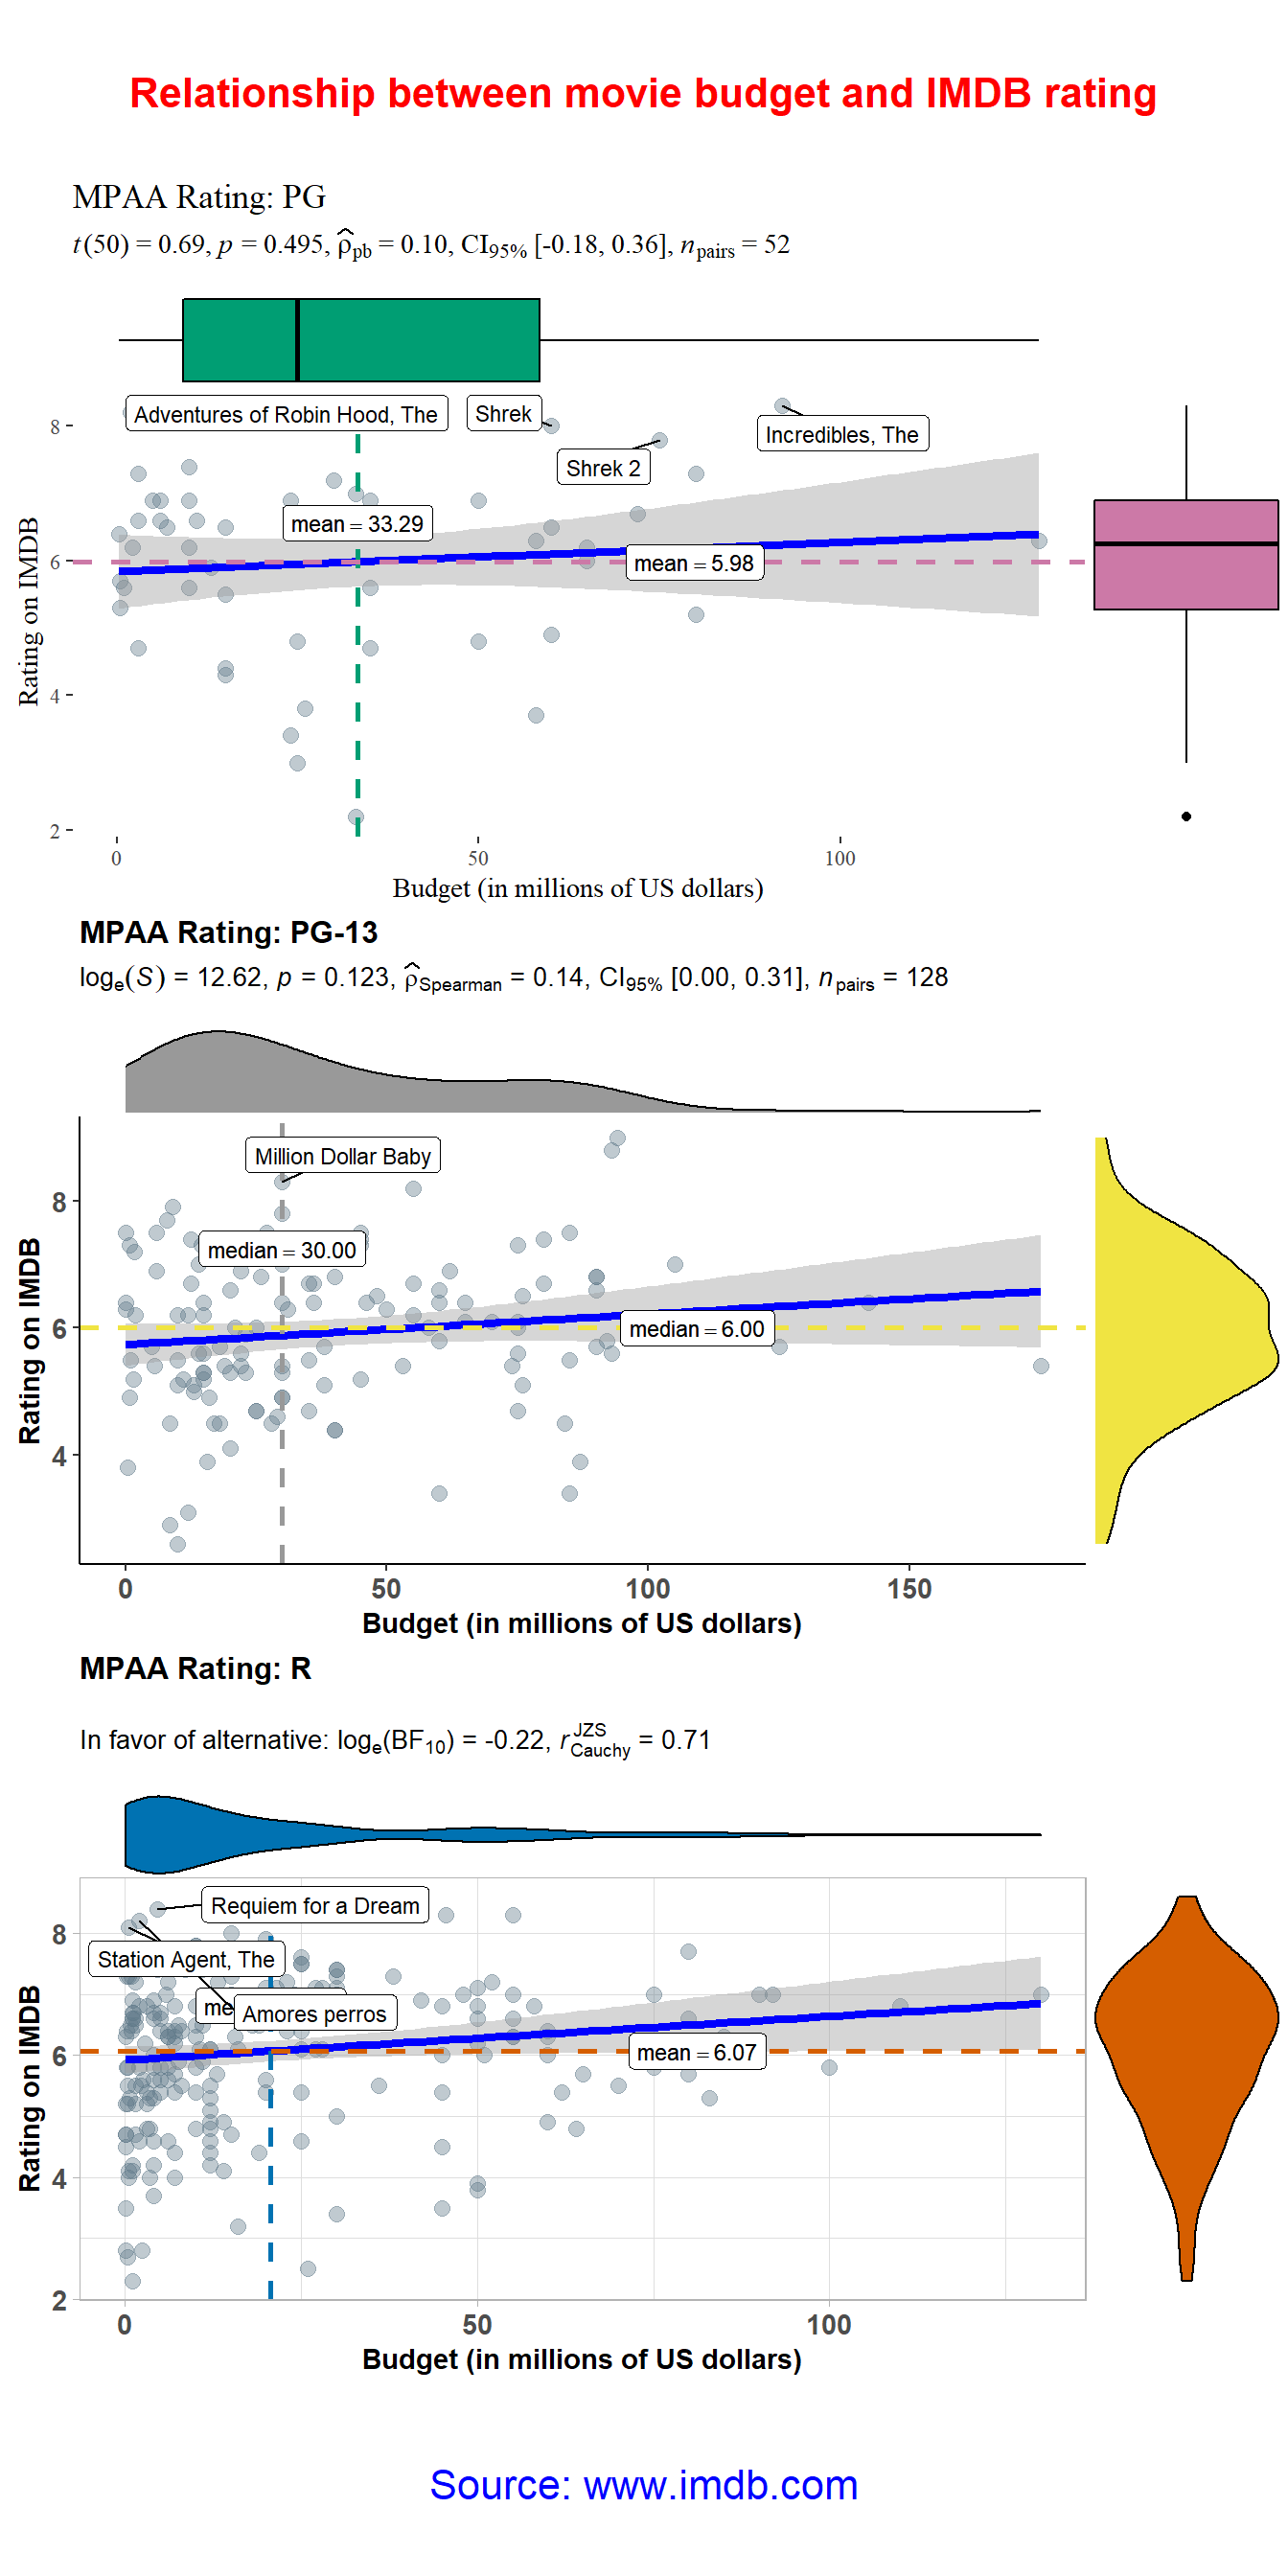 Relationship between movie budget and IMDB rating
MPAA Rating: PG
t(50) = 0.69, p = 0.495, ρ̂pb = 0.10, CI95% [-0.18, 0.36], npairs = 52
Adventures of Robin Hood, The
Shrek
Incredibles, The
Shrek 2
mean = 33.29
mean = 5.98
Rating on IMDB
8
6
4
2
0
50
100
Budget (in millions of US dollars)
MPAA Rating: PG-13
loge(S) = 12.62, p = 0.123, ρ̂Spearman = 0.14, CI95% [0.00, 0.31], npairs = 128
Million Dollar Baby
median = 30.00
median = 6.00
Rating on IMDB
8
6
4
0
50
100
150
Budget (in millions of US dollars)
MPAA Rating: R
In favor of alternative: loge(BF10) = -0.22, rJZSCauchy = 0.71
Requiem for a Dream
Station Agent, The
Amores perros
mean = 6.07
Rating on IMDB
8
6
4
2
0
50
100
Budget (in millions of US dollars)
Source: www.imdb.com